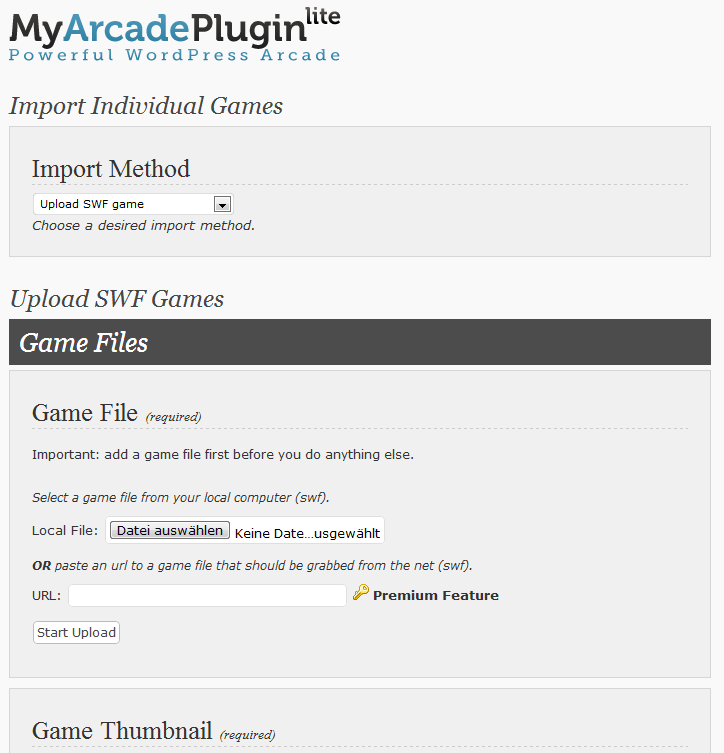 MyArcadePlugin lite
Powerful WordPress Arcade
Import Individual Games
Import Method
Upload SWF game
Choose a desired import method.
Upload SWF Games
Game Files
Game File (required)
Important: add a game file first before you do anything else.
Select a game file from your local computer (swf).
Local File: Datei auswählen Keine Date...usgewählt
OR paste an url to a game file that should be grabbed from the net (swf).
URL: Premium Feature
Start Upload
Game Thumbnail (required)